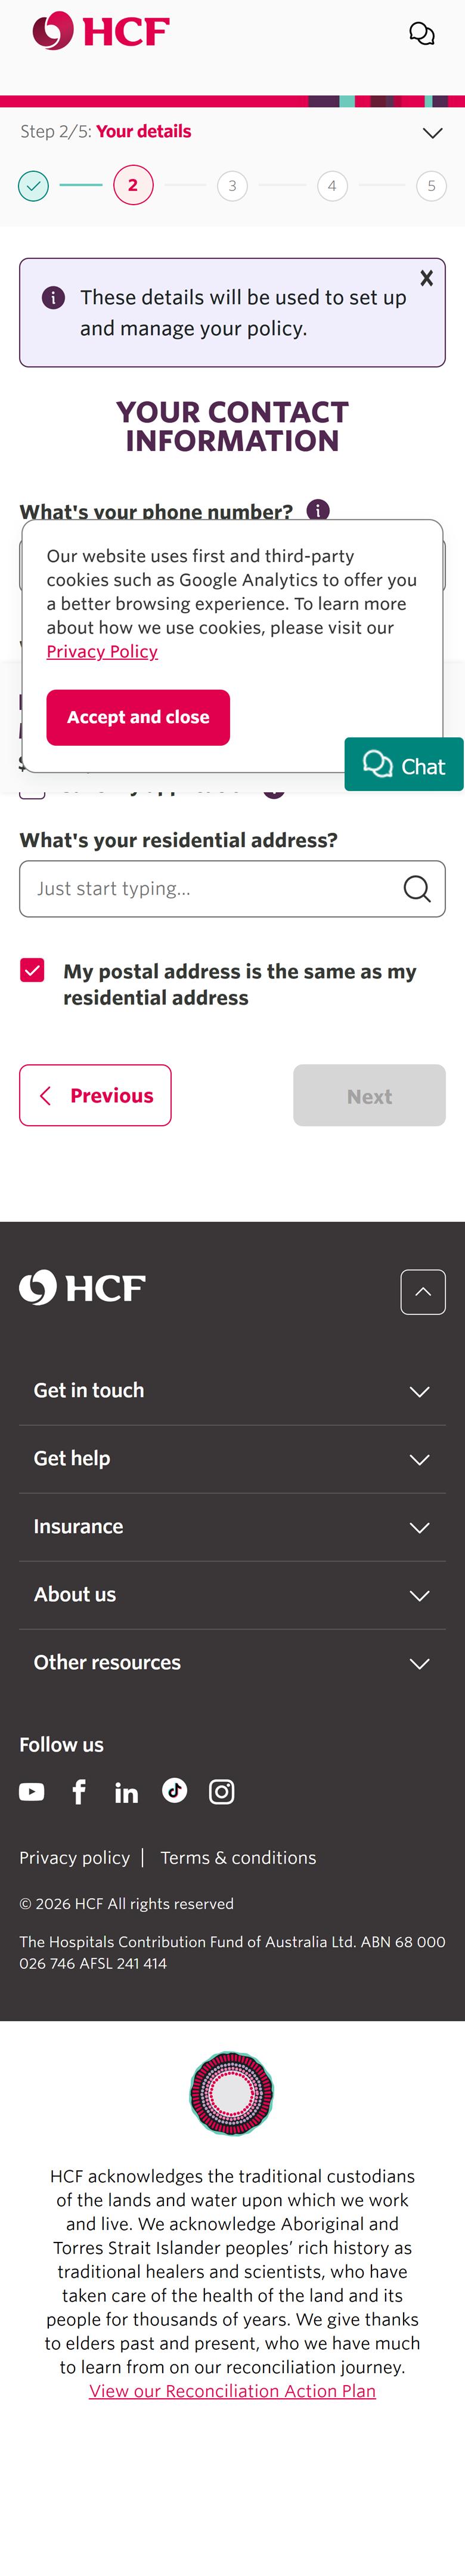 HCF
Step 2/5: Your details
2
3
4
5
These details will be used to set up
and manage your policy.
YOUR CONTACT
INFORMATION
What's your phone number?
Our website uses first and third-party
cookies such as Google Analytics to offer you
a better browsing experience. To learn more
about how we use cookies, please visit our
Privacy Policy
Accept and close
Chat
What's your residential address?
Just start typing...
My postal address is the same as my
residential address
Previous
Next
HCF
Get in touch
Get help
Insurance
About us
Other resources
Follow us
Privacy policy | Terms & conditions
© 2026 HCF All rights reserved
The Hospitals Contribution Fund of Australia Ltd. ABN 68 000
026 746 AFSL 241 414
HCF acknowledges the traditional custodians
of the lands and water upon which we work
and live. We acknowledge Aboriginal and
Torres Strait Islander peoples’ rich history as
traditional healers and scientists, who have
taken care of the health of the land and its
people for thousands of years. We give thanks
to elders past and present, who we have much
to learn from on our reconciliation journey.
View our Reconciliation Action Plan